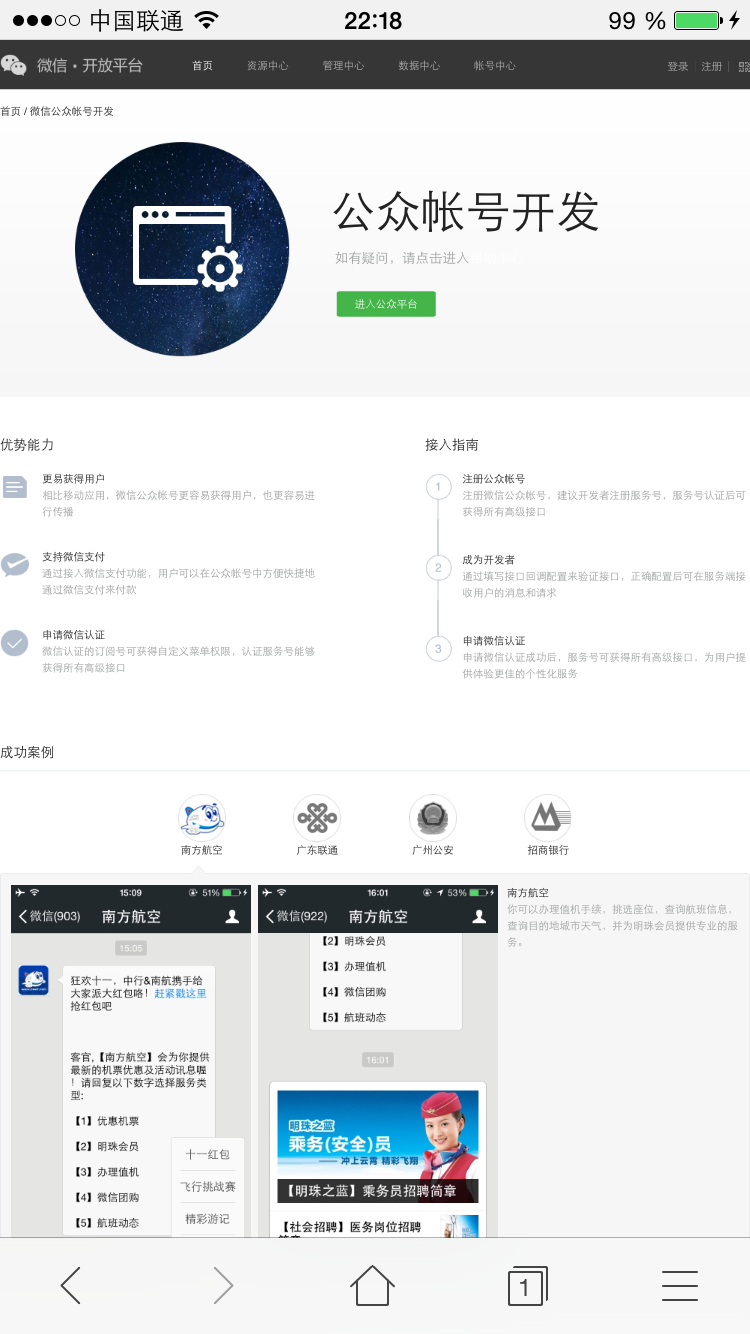 中国联通 22:18 99 %
微信·开放平台 首页 资源中心 管理中心 数据中心 帐号中心 登录 注册
首页 / 微信公众帐号开发
公众帐号开发
如有疑问，请点击进入
进入公众平台
优势能力
更易获得用户
相比移动应用，微信公众帐号更容易获得用户，也更容易进
行传播
支持微信支付
通过接入微信支付功能，用户可以在公众帐号中方便快捷地
通过微信支付来付款
申请微信认证
微信认证的订阅号可获得自定义菜单权限，认证服务号能够
获得所有高级接口
接入指南
1 注册公众帐号
注册微信公众帐号，建议开发者注册服务号，服务号认证后可
获得所有高级接口
2 成为开发者
通过填写接口回调配置来验证接口，正确配置后可在服务端接
收用户的消息和请求
3 申请微信认证
申请微信认证成功后，服务号可获得所有高级接口，为用户提
供体验更佳的个性化服务
成功案例
南方航空 广东联通 广州公安 招商银行
15:09 51%
微信(903) 南方航空
15:05
狂欢十一，中行&南航携手给
大家派大红包咯！赶紧戳这里
抢红包吧
客官,【南方航空】会为你提供
最新的机票优惠及活动讯息喔
！请回复以下数字选择服务类
型:
【1】优惠机票
【2】明珠会员
【3】办理值机
【4】微信团购
【5】航班动态
十一红包
飞行挑战赛
精彩游记
16:01 53%
微信(922) 南方航空
【2】明珠会员
【3】办理值机
【4】微信团购
【5】航班动态
16:01
明珠之蓝
乘务(安全)员
—— 冲上云霄 精彩飞翔
【明珠之蓝】乘务员招聘简章
【社会招聘】医务岗位招聘
南方航空
你可以办理值机手续，挑选座位，查询航班信息，
查询目的地城市天气，并为明珠会员提供专业的服
务。
1